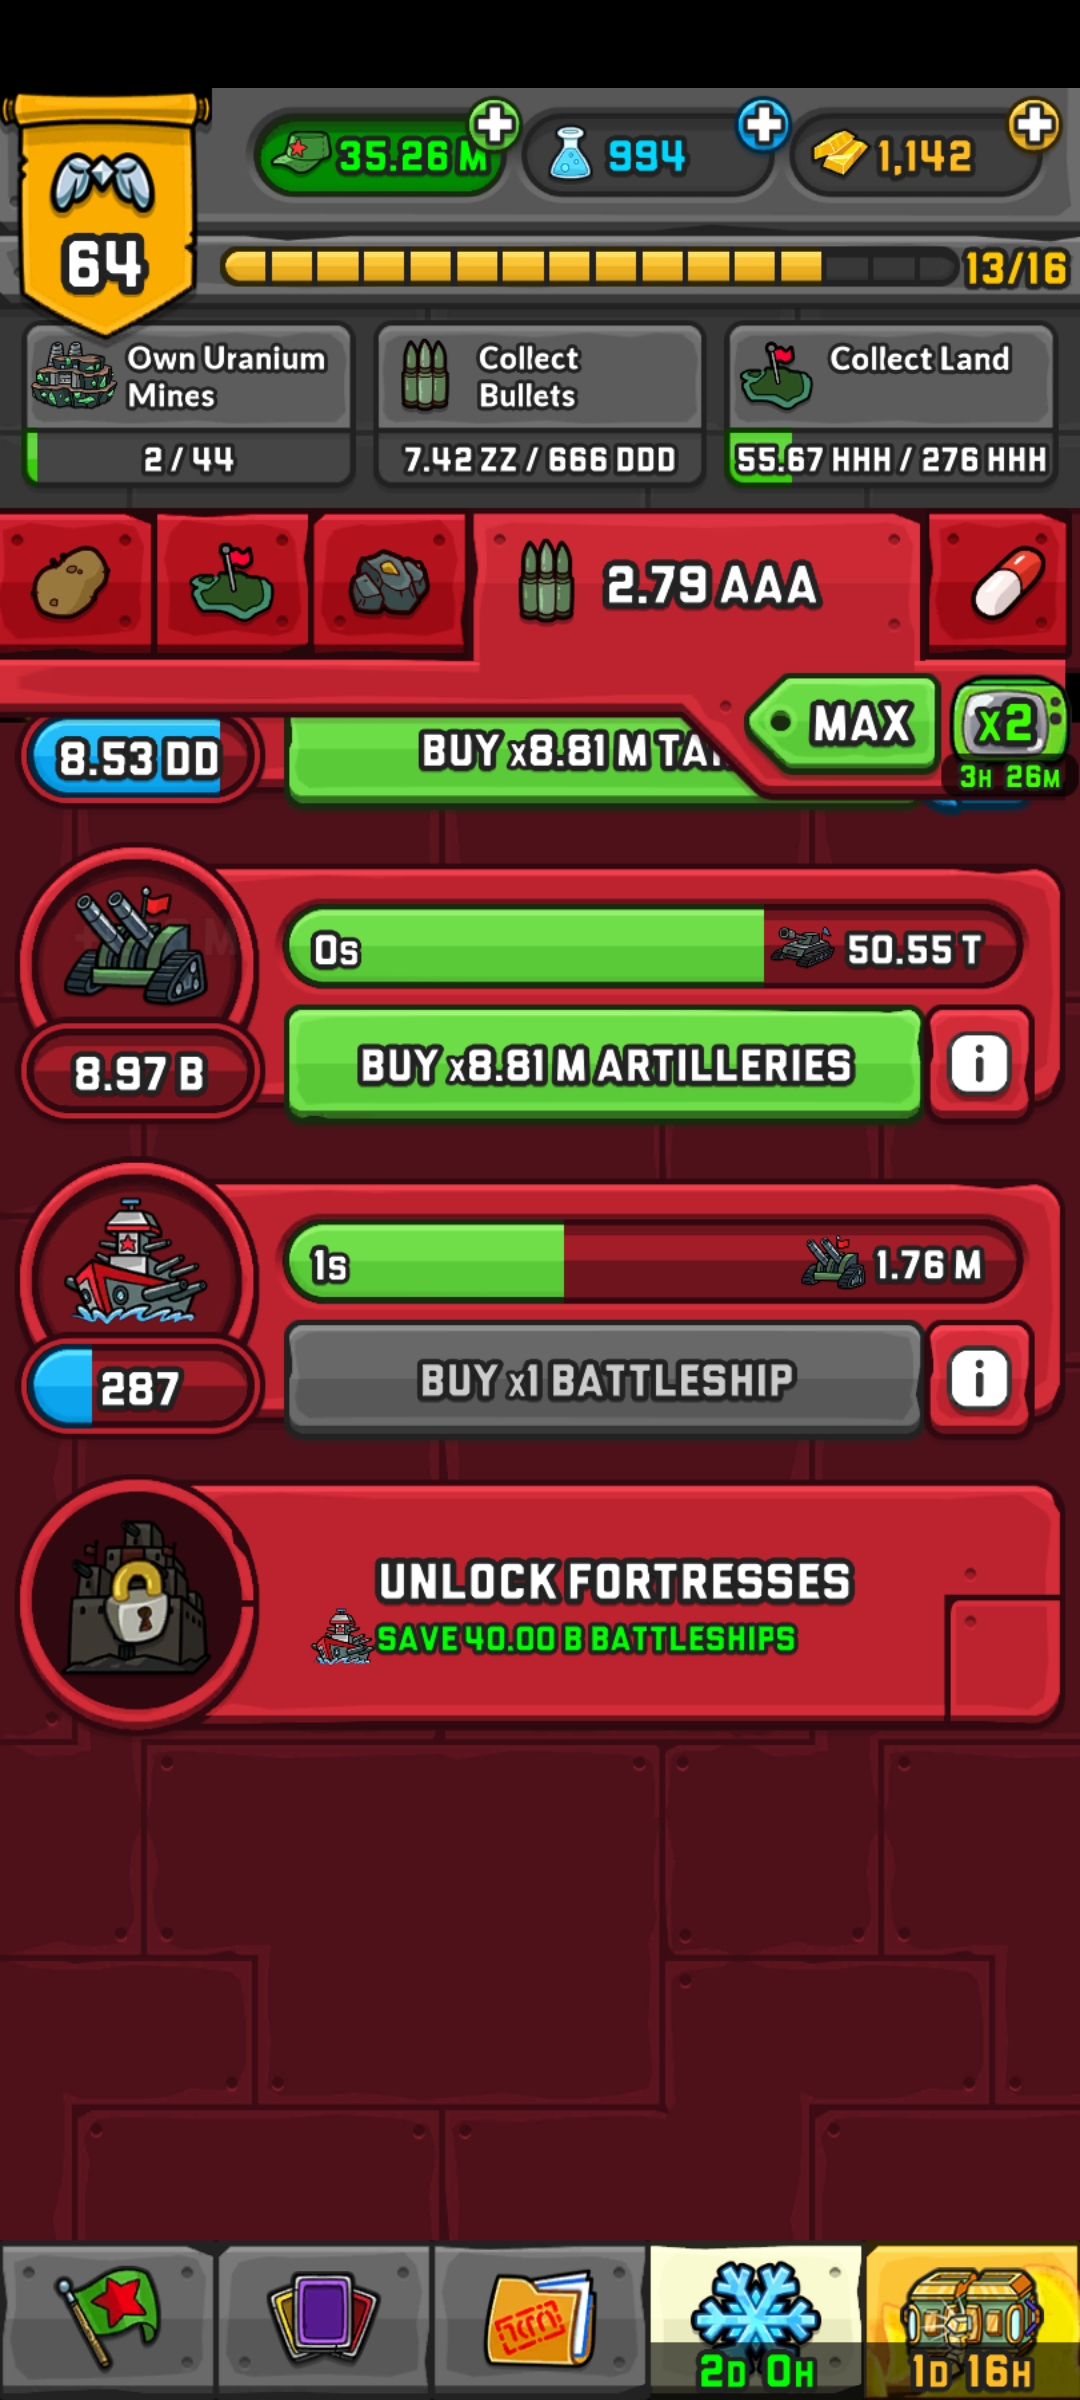 35.26 M
994
1,142
64
13/16
Own Uranium
Mines
2 / 44
Collect
Bullets
7.42 ZZ / 666 DDD
Collect Land
55.67 HHH / 276 HHH
2.79 AAA
MAX
x2
3H 26M
8.53 DD
BUY x8.81 M
0s
50.55 T
8.97 B
BUY x8.81 M ARTILLERIES
i
1s
1.76 M
287
BUY x1 BATTLESHIP
i
UNLOCK FORTRESSES
SAVE 40.00 B BATTLESHIPS
2D 0H
1D 16H